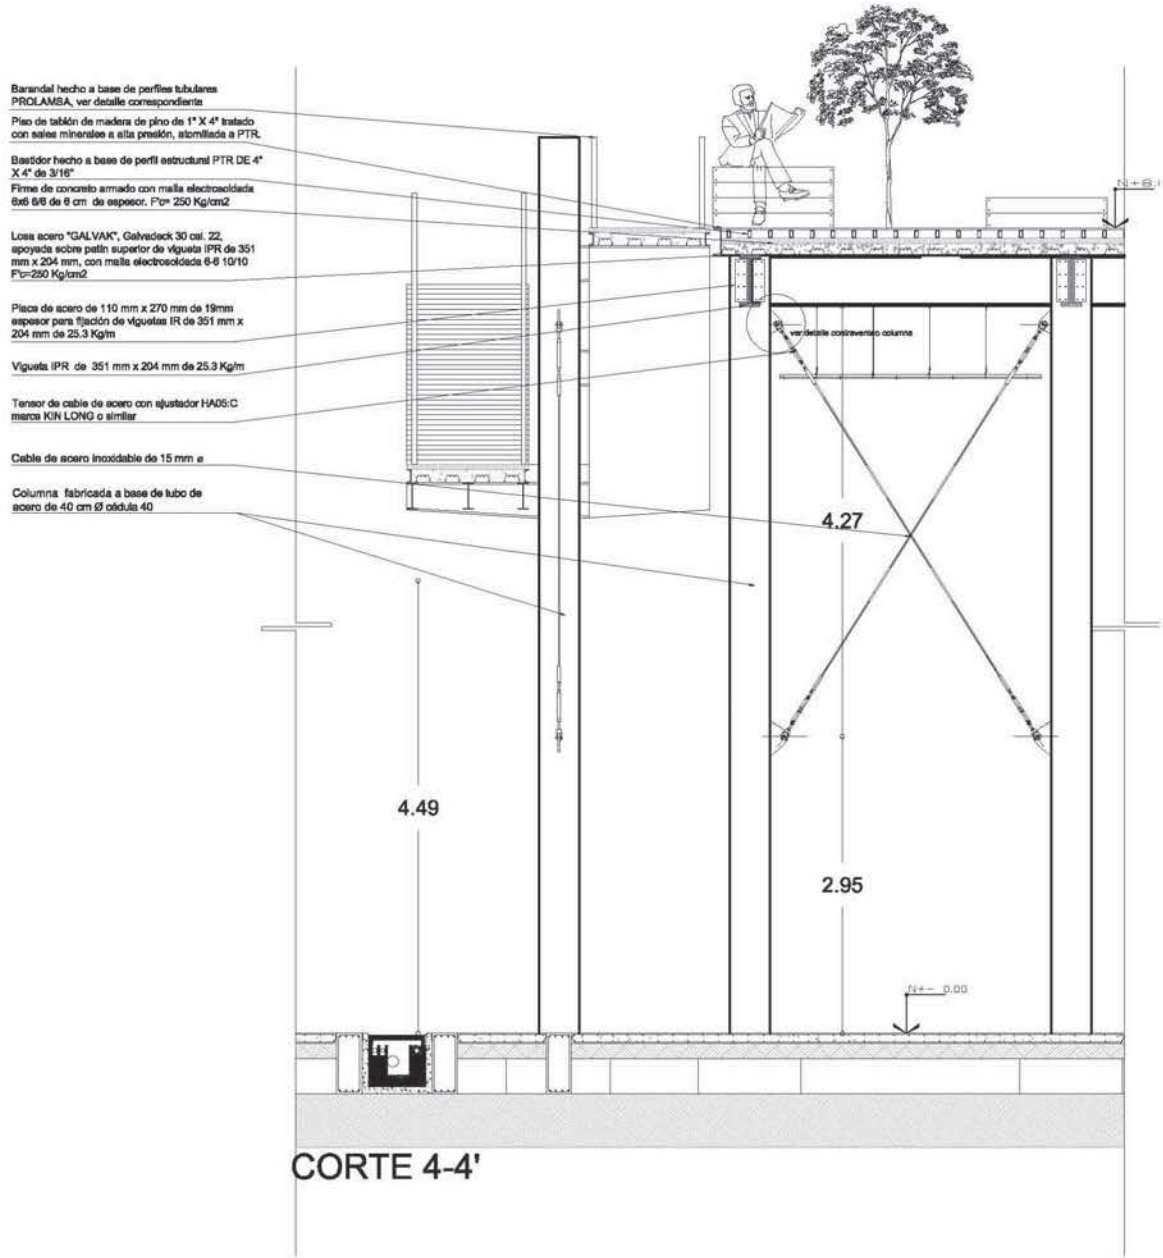 Barandal hecho a base de perfiles tubulares
PROLAMSA, ver detalle correspondiente
Piso de tablón de madera de pino de 1" X 4" tratado
con sales minerales a alta presión, atornillada a PTR.
Bastidor hecho a base de perfil estructural PTR DE 4"
X 4" de 3/16"
Firme de concreto armado con malla electrosoldada
6x6 6/6 de 6 cm de espesor. F'c= 250 Kg/cm2
Losa acero "GALVAK", Galvadeck 30 cal. 22,
apoyada sobre patín superior de vigueta IPR de 351
mm x 204 mm, con malla electrosoldada 6-6 10/10
F'c=250 Kg/cm2
Placa de acero de 110 mm x 270 mm de 19mm
espesor para fijación de viguetas IR de 351 mm x
204 mm de 25.3 Kg/m
Vigueta IPR de 351 mm x 204 mm de 25.3 Kg/m
Tensor de cable de acero con ajustador HA05:C
marca KIN LONG o similar
Cable de acero inoxidable de 15 mm ø
Columna fabricada a base de tubo de
acero de 40 cm Ø cédula 40
ver detalle contraventeo columna
4.27
4.49
2.95
N+- 0.00
CORTE 4-4'